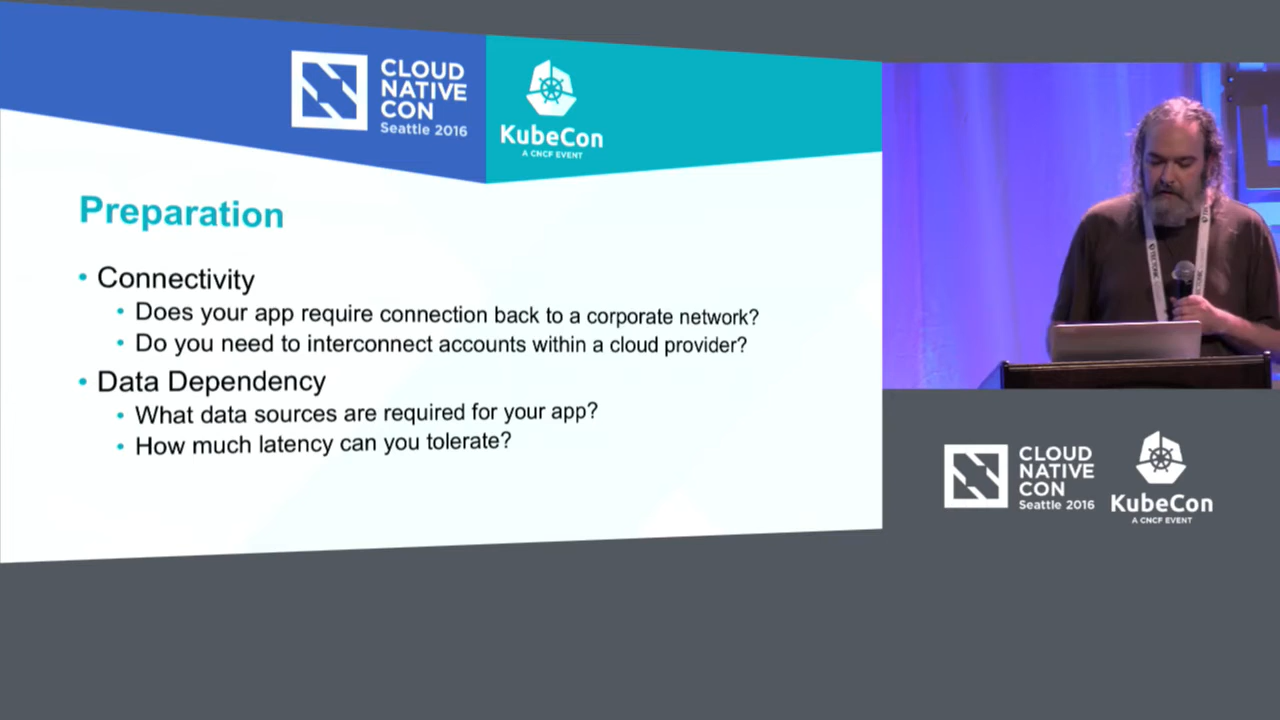 CLOUD
NATIVE
CON
Seattle 2016
KubeCon
A CNCF EVENT
Preparation
• Connectivity
• Does your app require connection back to a corporate network?
• Do you need to interconnect accounts within a cloud provider?
• Data Dependency
• What data sources are required for your app?
• How much latency can you tolerate?
TECTONIC
CLOUD
NATIVE
CON
Seattle 2016
KubeCon
A CNCF EVENT